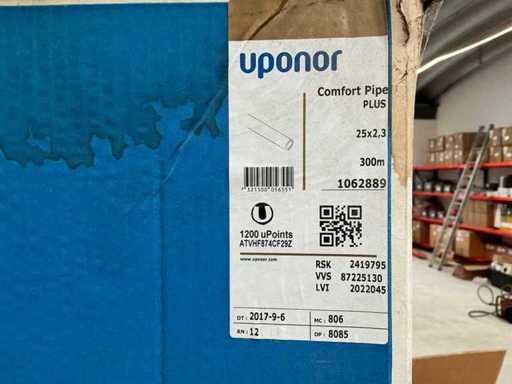 uponor
Comfort Pipe
PLUS
25x2,3
300m
1062889
7321500056551
1200 uPoints
ATVHF874CF29Z
www.uponor.com
RSK 2419795
VVS 87225130
LVI 2022045
DT: 2017-9-6
MC: 806
RN: 12
OP: 8085